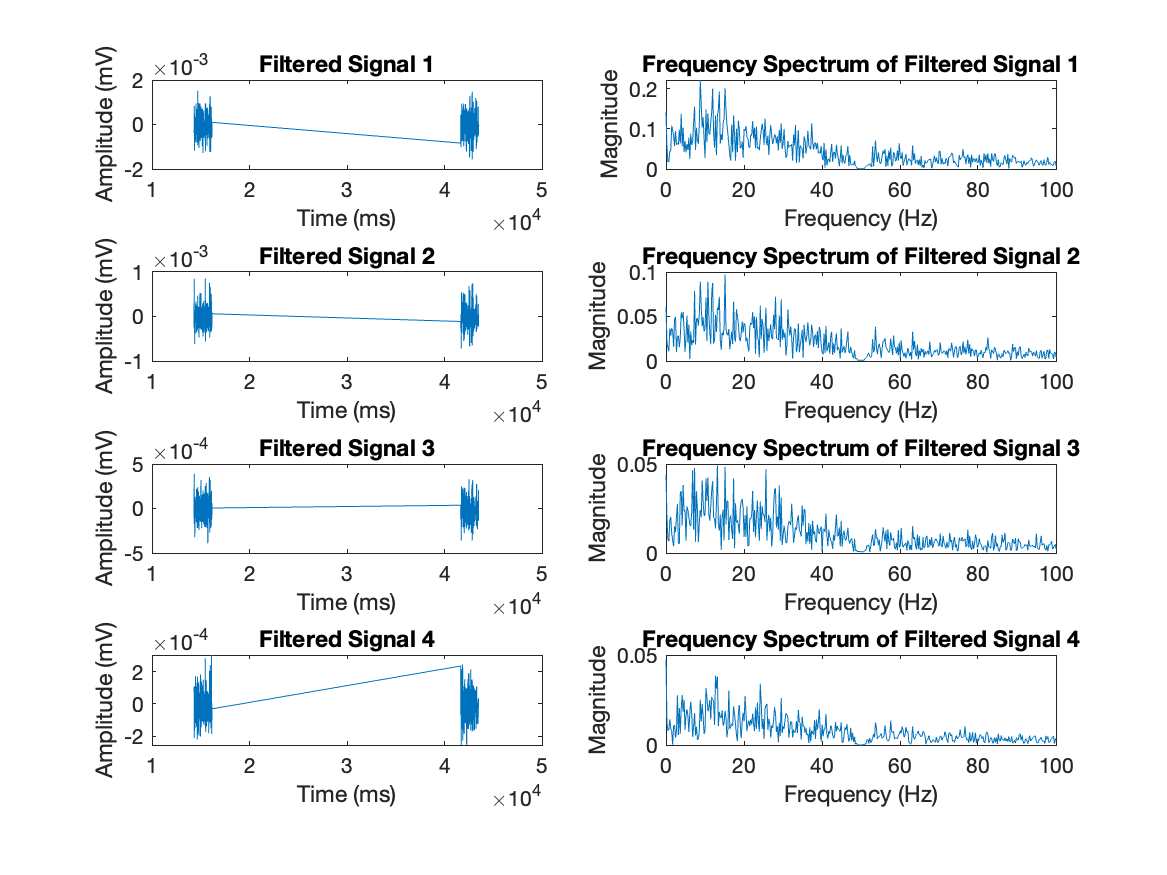 Filtered Signal 1
×10-3
Amplitude (mV)
2
0
-2
1 2 3 4 5
Time (ms)
×104
Frequency Spectrum of Filtered Signal 1
Magnitude
0.2
0.1
0
0 20 40 60 80 100
Frequency (Hz)
Filtered Signal 2
×10-3
Amplitude (mV)
1
0
-1
1 2 3 4 5
Time (ms)
×104
Frequency Spectrum of Filtered Signal 2
Magnitude
0.1
0.05
0
0 20 40 60 80 100
Frequency (Hz)
Filtered Signal 3
×10-4
Amplitude (mV)
5
0
-5
1 2 3 4 5
Time (ms)
×104
Frequency Spectrum of Filtered Signal 3
Magnitude
0.05
0
0 20 40 60 80 100
Frequency (Hz)
Filtered Signal 4
×10-4
Amplitude (mV)
2
0
-2
1 2 3 4 5
Time (ms)
×104
Frequency Spectrum of Filtered Signal 4
Magnitude
0.05
0
0 20 40 60 80 100
Frequency (Hz)